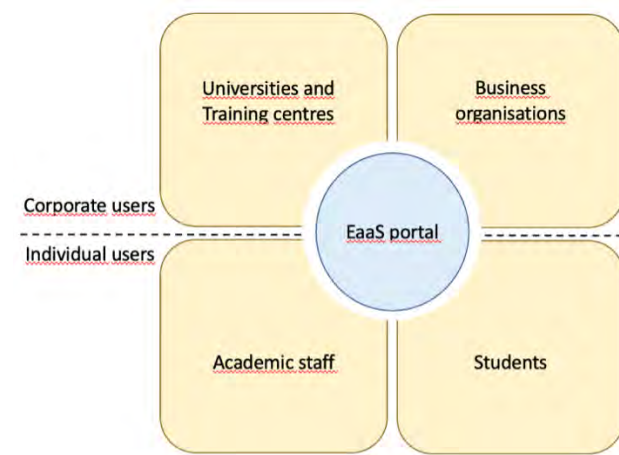 Universities and
Training centres
Business
organisations
Corporate users
EaaS portal
Individual users
Academic staff
Students